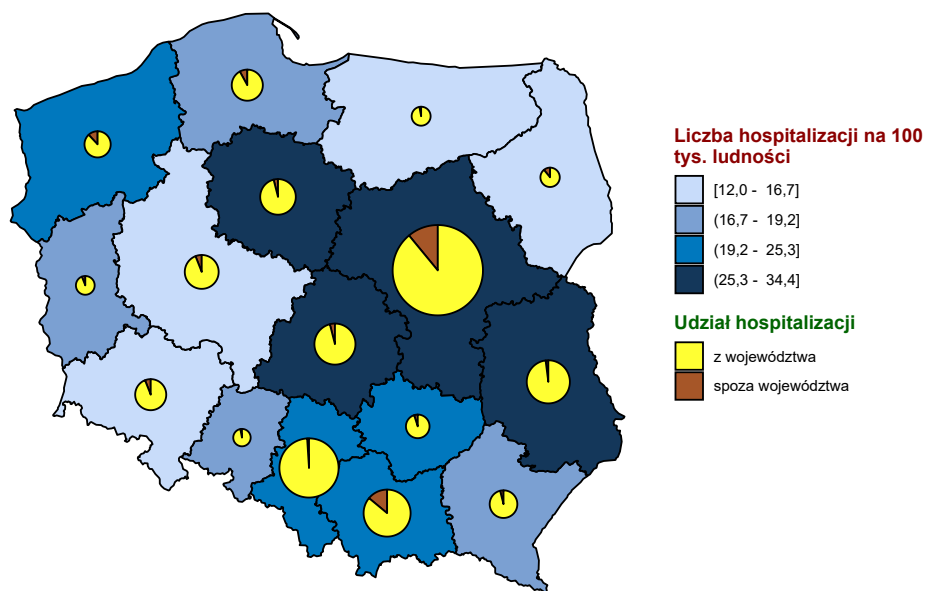 Liczba hospitalizacji na 100
tys. ludności
[12,0 - 16,7]
(16,7 - 19,2]
(19,2 - 25,3]
(25,3 - 34,4]
Udział hospitalizacji
z województwa
spoza województwa